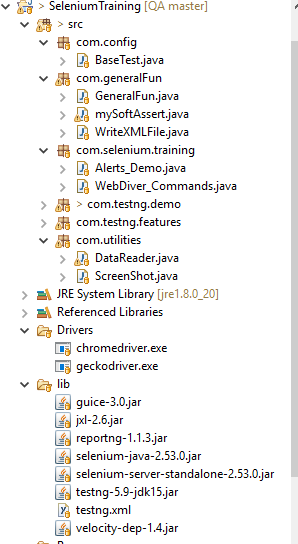 > SeleniumTraining [QA master]
> src
com.config
BaseTest.java
com.generalFun
GeneralFun.java
mySoftAssert.java
WriteXMLFile.java
com.selenium.training
Alerts_Demo.java
WebDiver_Commands.java
> com.testng.demo
com.testng.features
com.utilities
DataReader.java
ScreenShot.java
JRE System Library [jre1.8.0_20]
Referenced Libraries
Drivers
chromedriver.exe
geckodriver.exe
lib
guice-3.0.jar
jxl-2.6.jar
reportng-1.1.3.jar
selenium-java-2.53.0.jar
selenium-server-standalone-2.53.0.jar
testng-5.9-jdk15.jar
testng.xml
velocity-dep-1.4.jar